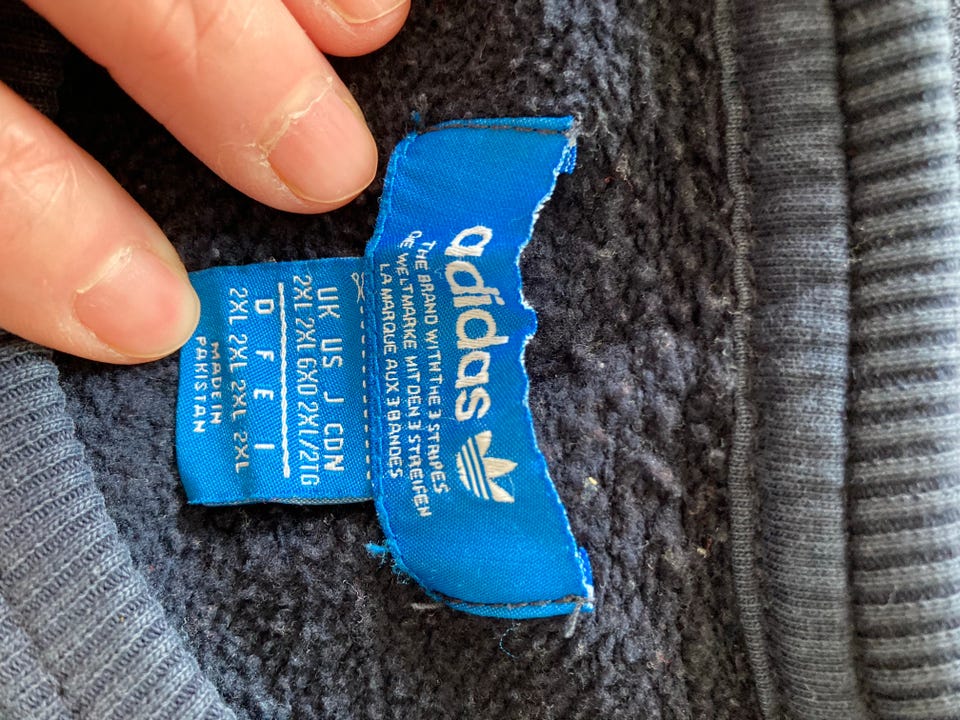 adidas
THE BRAND WITH THE 3 STRIPES
DIE WELTMARKE MIT DEN 3 STREIFEN
LA MARQUE AUX 3 BANDES
UK US J CDN
2XL 2XL 6XO 2XL/2TG
D F E I
2XL 2XL 2XL 2XL
MADE IN
PAKISTAN